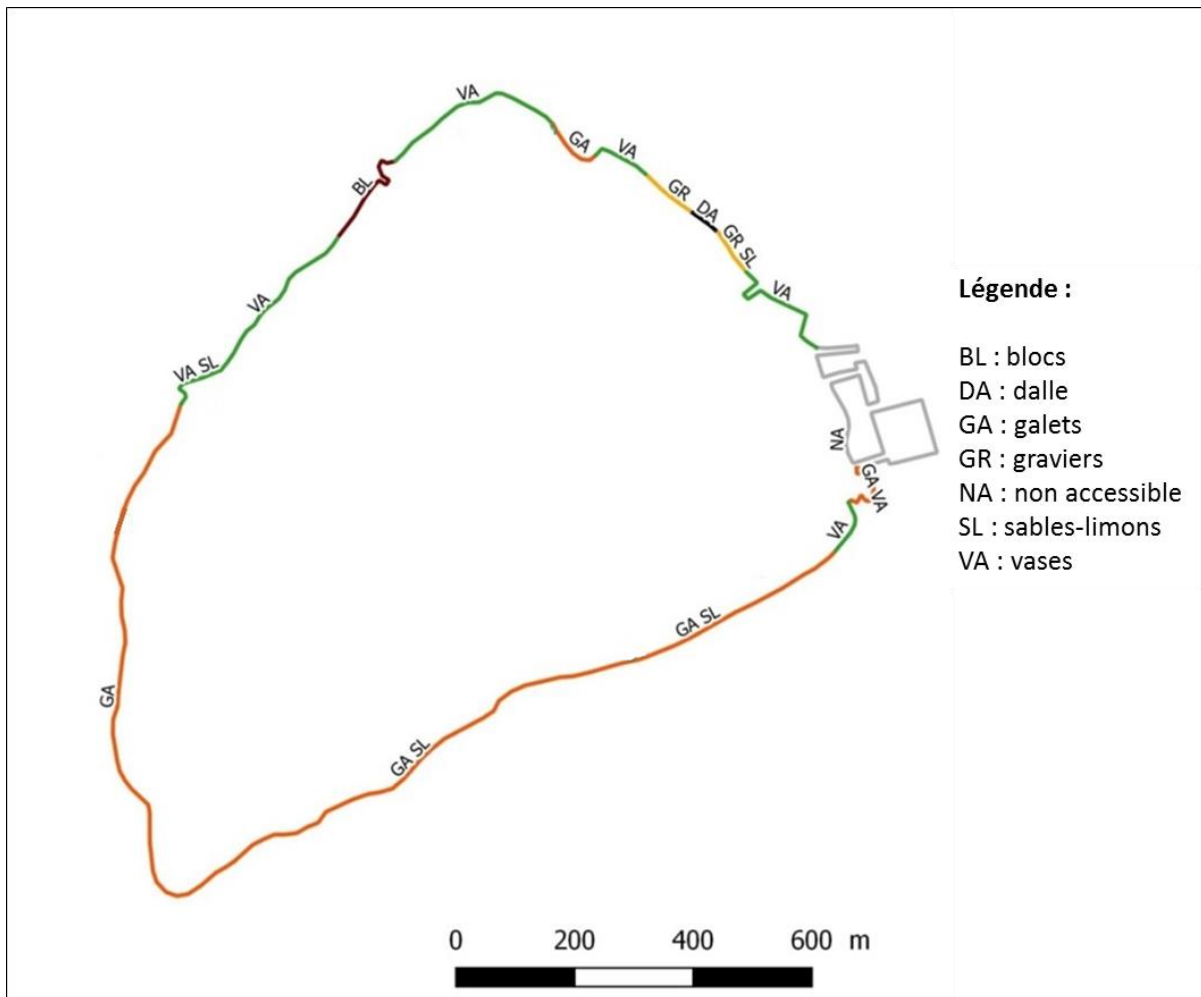 VA
GA
VA
BL
GR
DA
GR SL
VA
VA
VA SL
NA
GA VA
VA
GA SL
GA
GA SL
Légende :
BL : blocs
DA : dalle
GA : galets
GR : graviers
NA : non accessible
SL : sables-limons
VA : vases
0 200 400 600 m